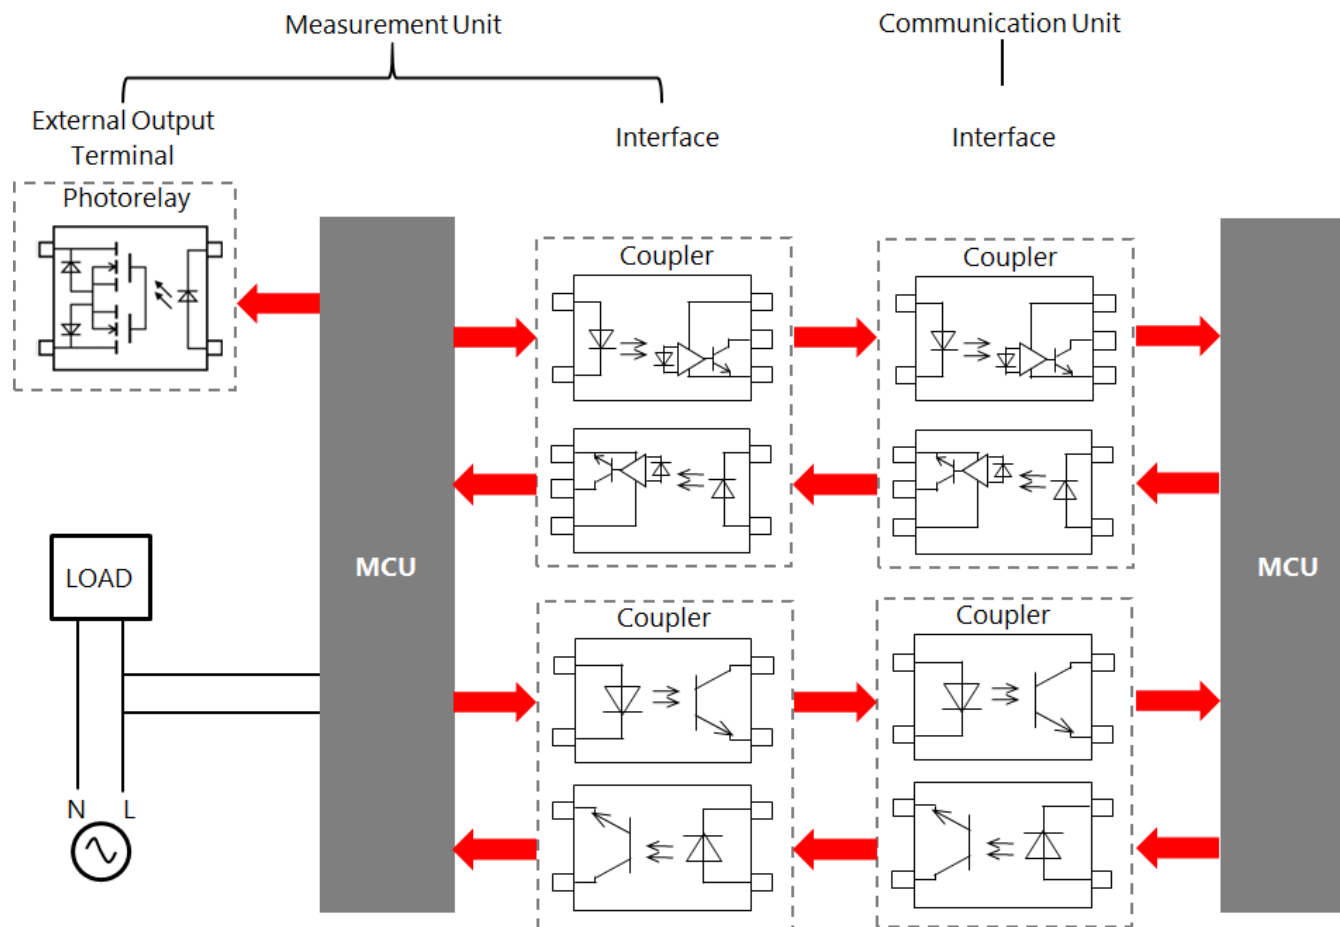 Measurement Unit
Communication Unit
External Output
Terminal
Interface
Interface
Photorelay
Coupler
Coupler
MCU
MCU
LOAD
Coupler
Coupler
N
L